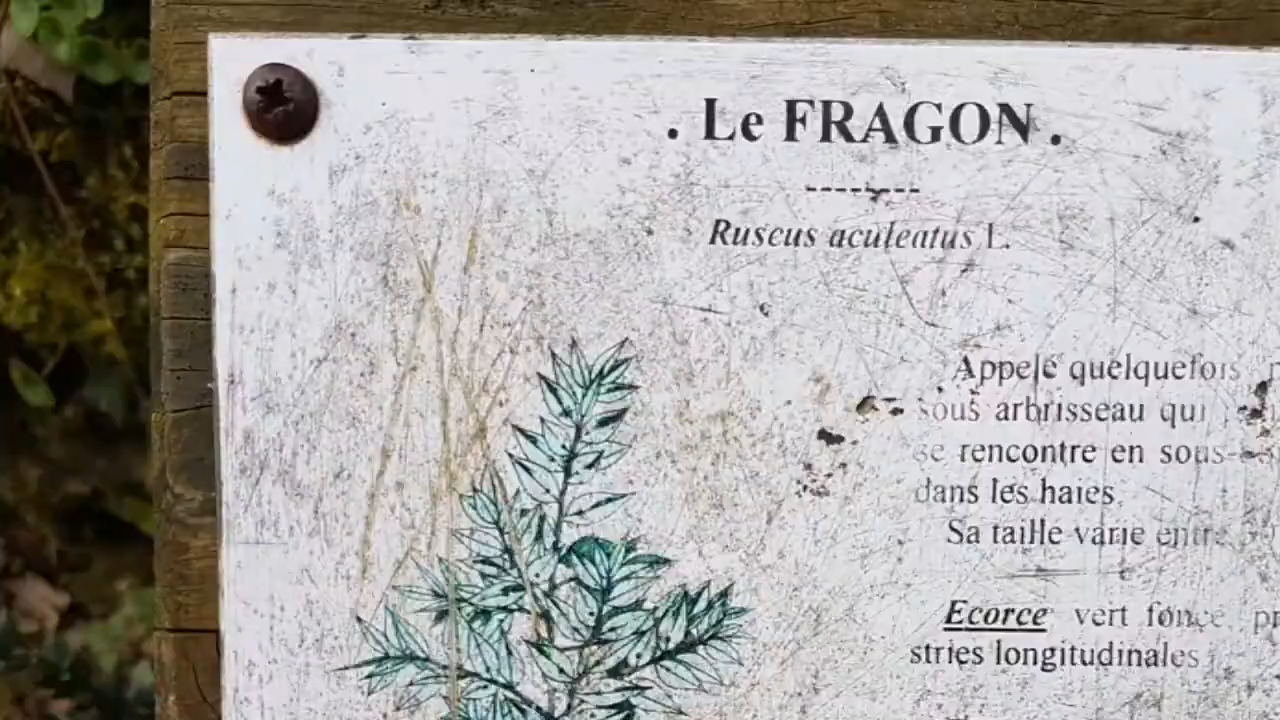 . Le FRAGON .
Ruscus aculeatus L.
Appelé quelquefois
sous arbrisseau qui
se rencontre en sous-
dans les haies.
Sa taille varie entre
Ecorce vert foncé,
stries longitudinales